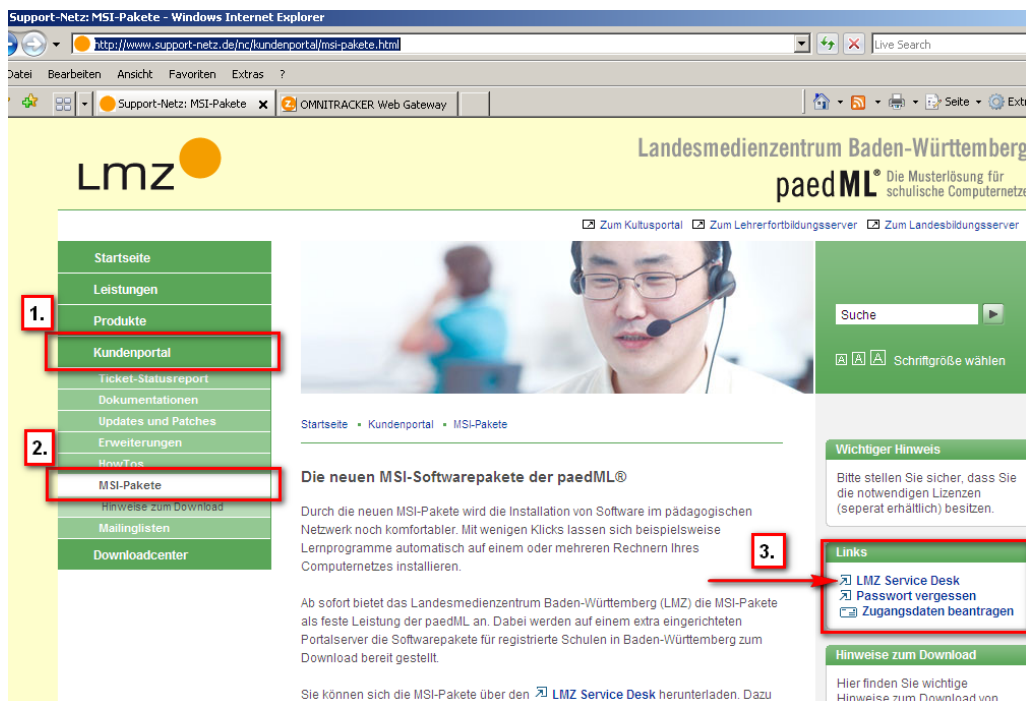 Support-Netz: MSI-Pakete - Windows Internet Explorer
http://www.support-netz.de/nc/kundenportal/msi-pakete.html
Live Search
Datei Bearbeiten Ansicht Favoriten Extras ?
Support-Netz: MSI-Pakete
OMNITRACKER Web Gateway
Seite
Extr
LMZ
Landesmedienzentrum Baden-Württemberg
paedML® Die Musterlösung für
schulische Computernetze
Zum Kultusportal Zum Lehrerfortbildungsserver Zum Landesbildungsserver
Startseite
Leistungen
1.
Produkte
Kundenportal
Ticket-Statusreport
Dokumentationen
Updates und Patches
2.
Erweiterungen
HowTos
MSI-Pakete
Hinweise zum Download
Mailinglisten
Downloadcenter
Suche
A A A Schriftgröße wählen
Startseite Kundenportal MSI-Pakete
Die neuen MSI-Softwarepakete der paedML®
Durch die neuen MSI-Pakete wird die Installation von Software im pädagogischen
Netzwerk noch komfortabler. Mit wenigen Klicks lassen sich beispielsweise
Lernprogramme automatisch auf einem oder mehreren Rechnern Ihres
Computernetzes installieren.
Ab sofort bietet das Landesmedienzentrum Baden-Württemberg (LMZ) die MSI-Pakete
als feste Leistung der paedML an. Dabei werden auf einem extra eingerichteten
Portalserver die Softwarepakete für registrierte Schulen in Baden-Württemberg zum
Download bereit gestellt.
Sie können sich die MSI-Pakete über den LMZ Service Desk herunterladen. Dazu
Wichtiger Hinweis
Bitte stellen Sie sicher, dass Sie
die notwendigen Lizenzen
(seperat erhältlich) besitzen.
3.
Links
LMZ Service Desk
Passwort vergessen
Zugangsdaten beantragen
Hinweise zum Download
Hier finden Sie wichtige
Hinweise zum Download von